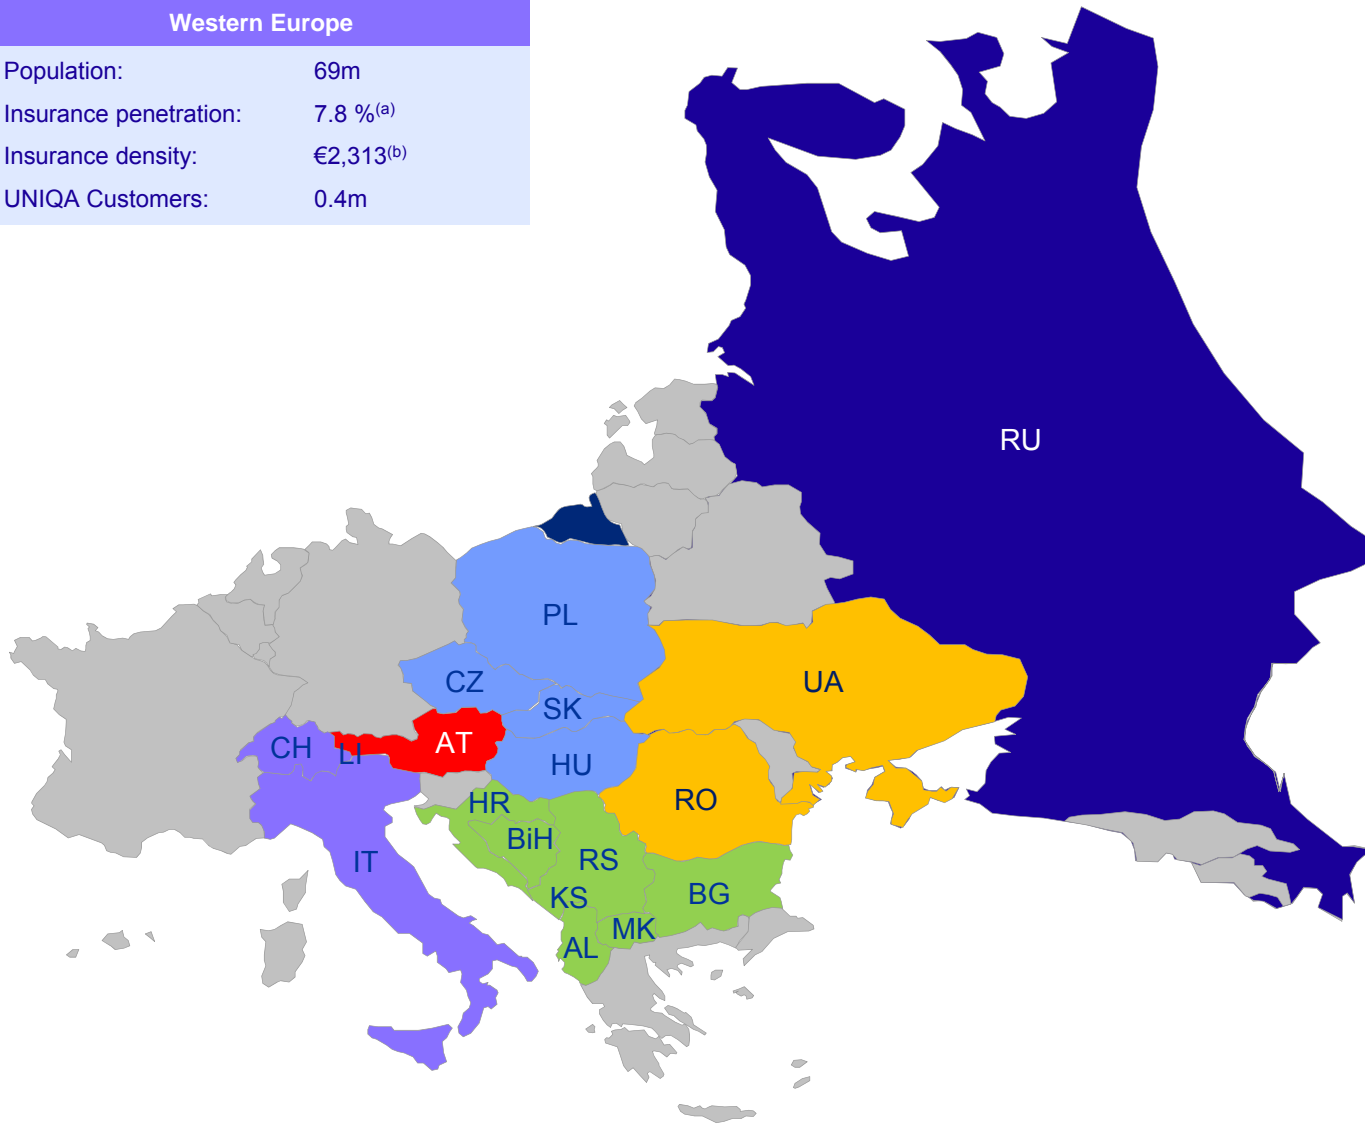 Western Europe
Population: 69m
Insurance penetration: 7.8 %(a)
Insurance density: €2,313(b)
UNIQA Customers: 0.4m
RU
PL
CZ
UA
SK
AT
CH
LI
HU
RO
HR
BiH
RS
IT
KS
BG
MK
AL